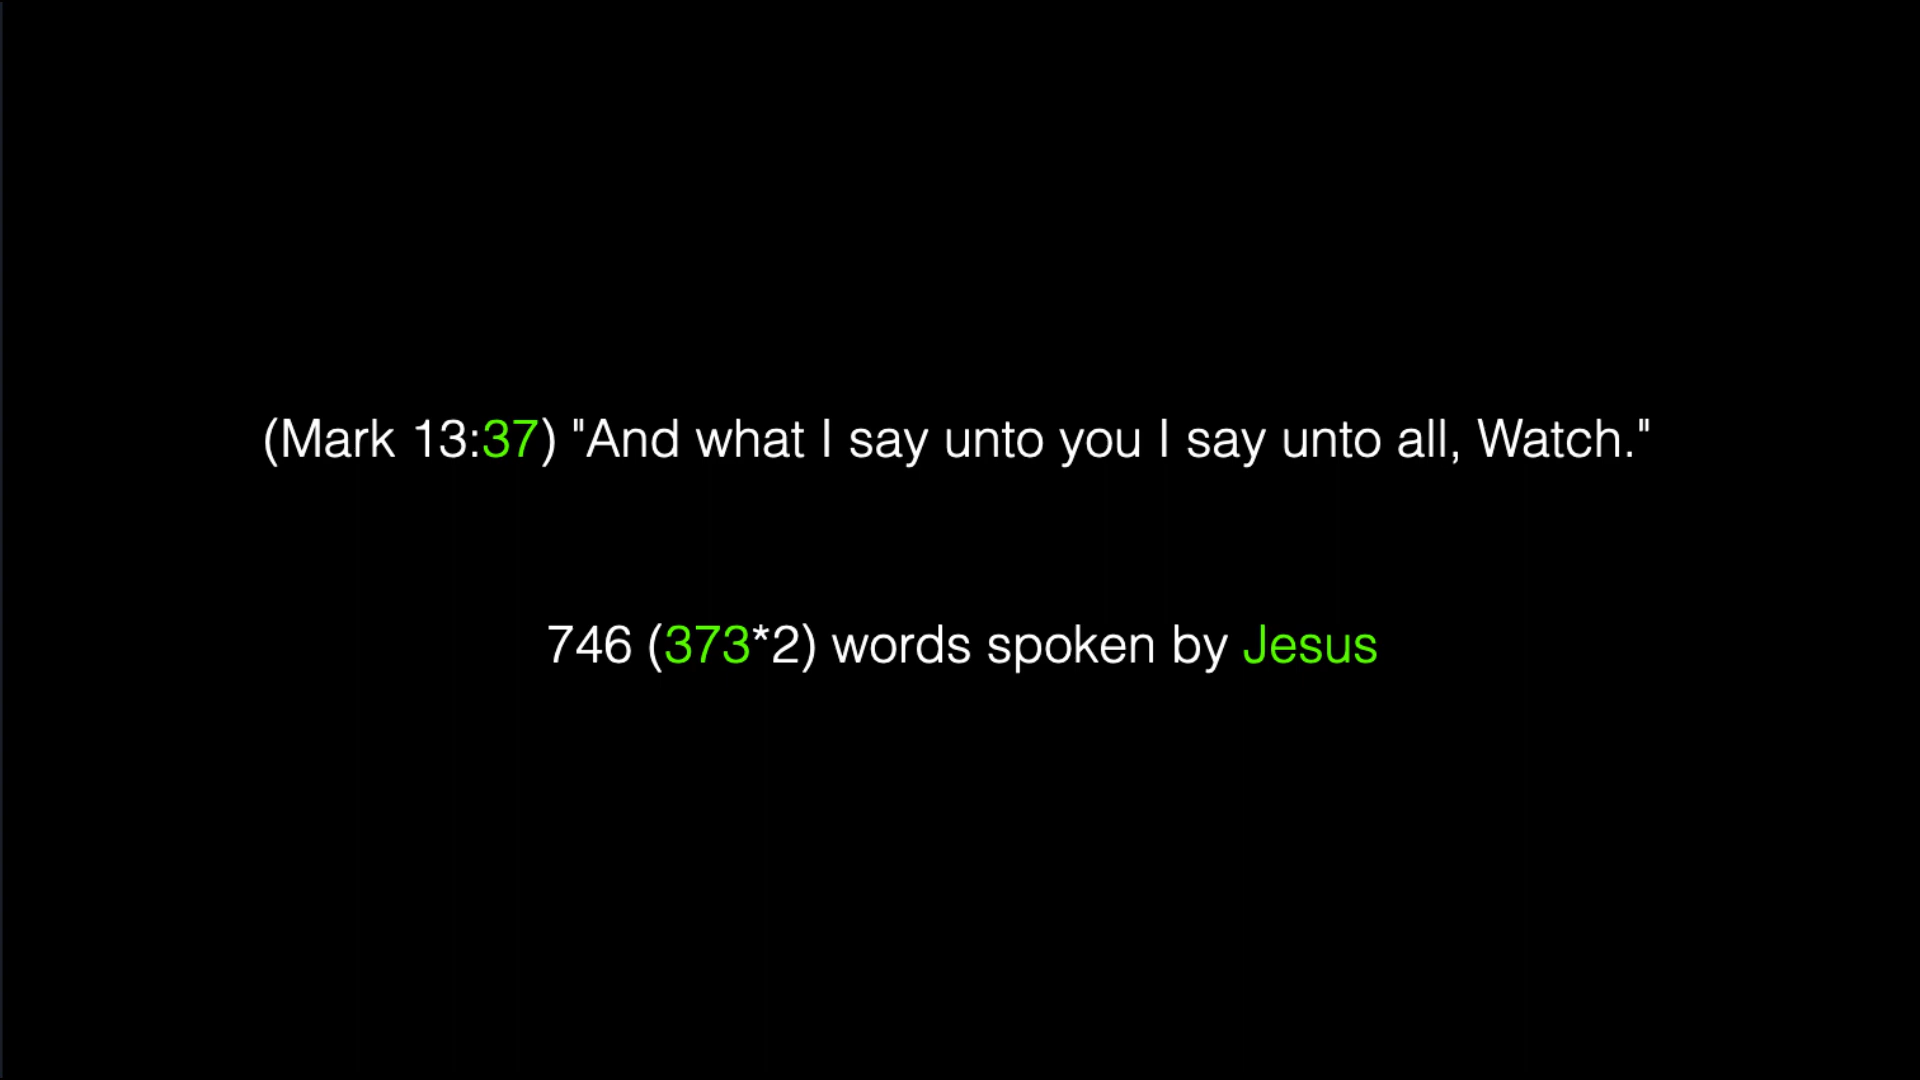 (Mark 13:37) "And what I say unto you I say unto all, Watch."
746 (373*2) words spoken by Jesus